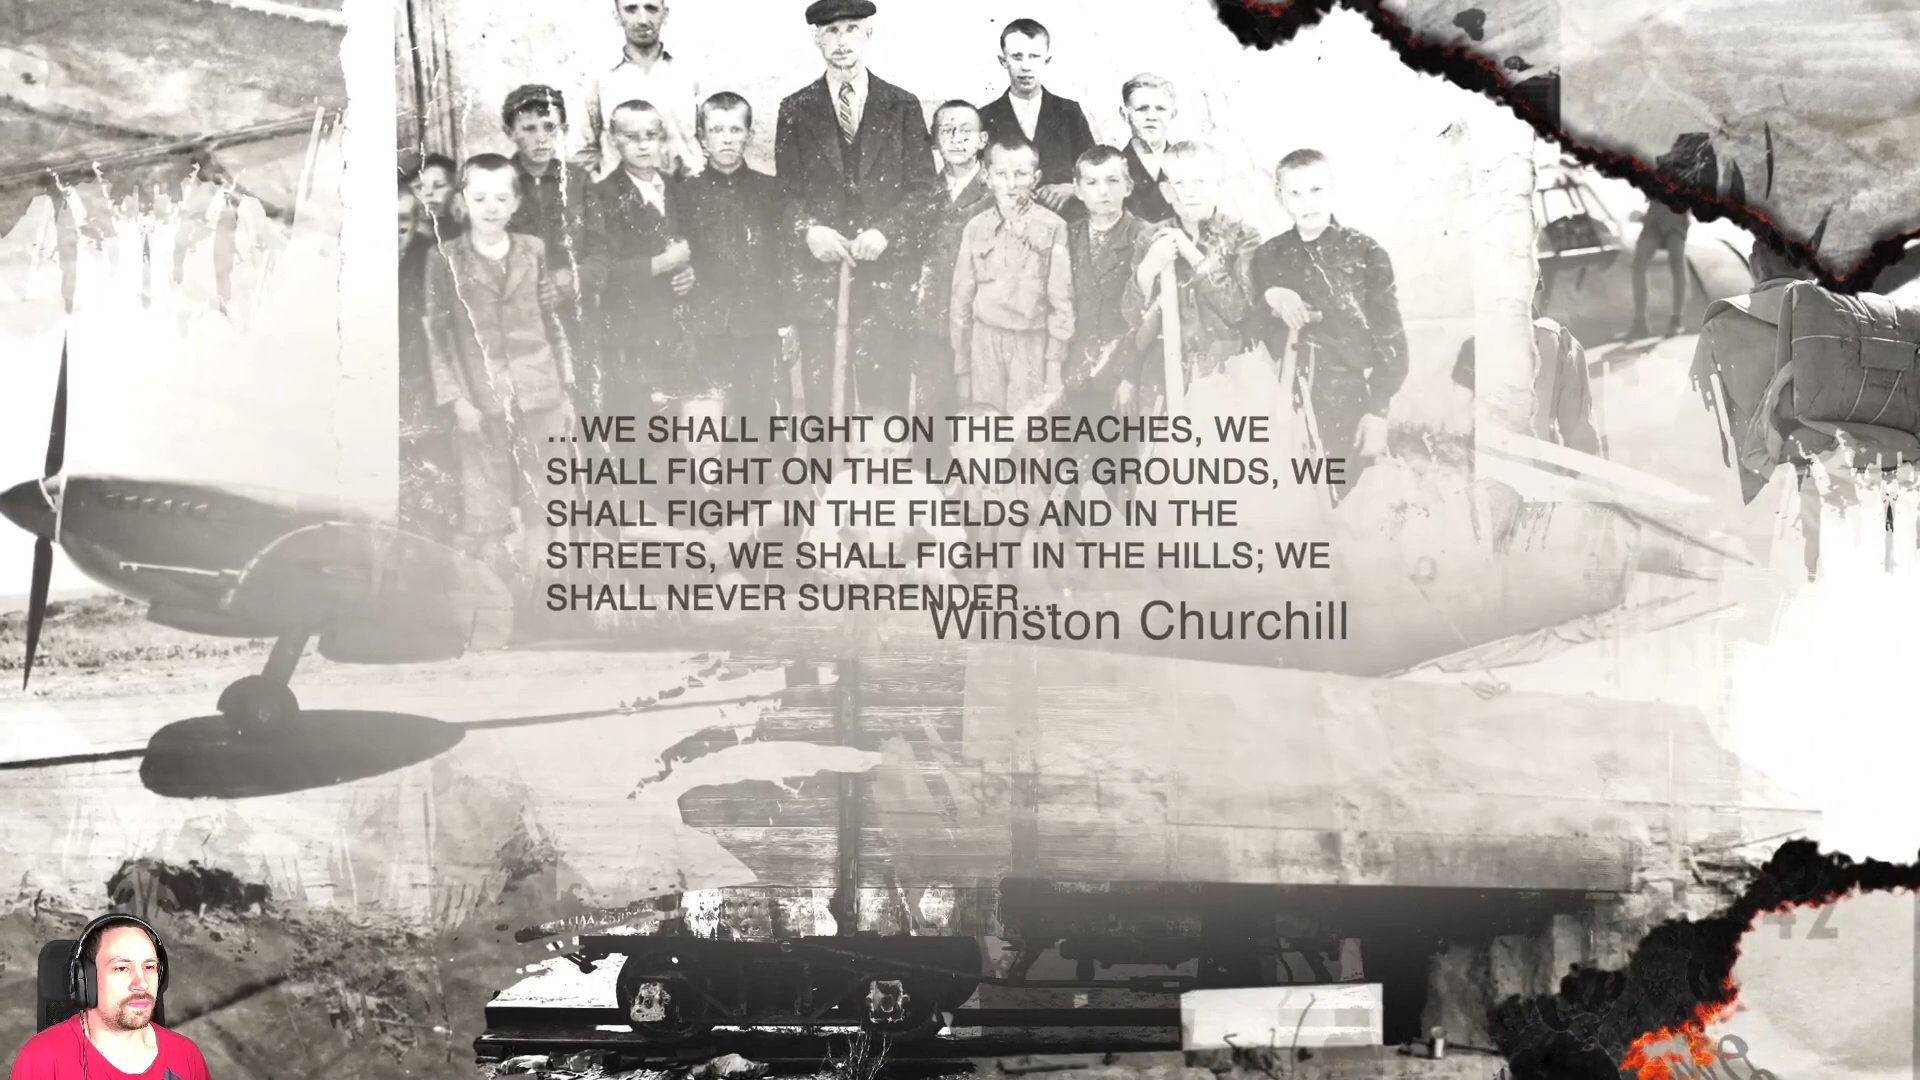 ...WE SHALL FIGHT ON THE BEACHES, WE
SHALL FIGHT ON THE LANDING GROUNDS, WE
SHALL FIGHT IN THE FIELDS AND IN THE
STREETS, WE SHALL FIGHT IN THE HILLS; WE
SHALL NEVER SURRENDER...
Winston Churchill
42